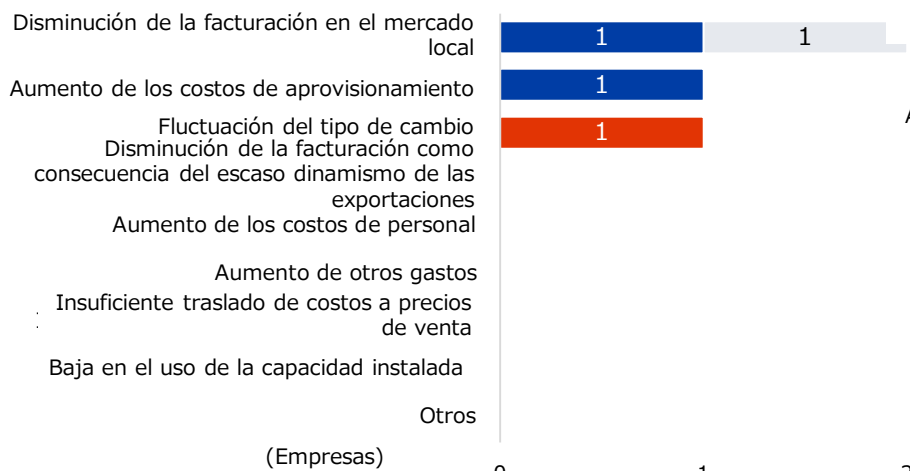 Disminución de la facturación en el mercado
local
1 1
Aumento de los costos de aprovisionamiento
1
Fluctuación del tipo de cambio
1
Disminución de la facturación como
consecuencia del escaso dinamismo de las
exportaciones
Aumento de los costos de personal
Aumento de otros gastos
Insuficiente traslado de costos a precios
de venta
Baja en el uso de la capacidad instalada
Otros
(Empresas)